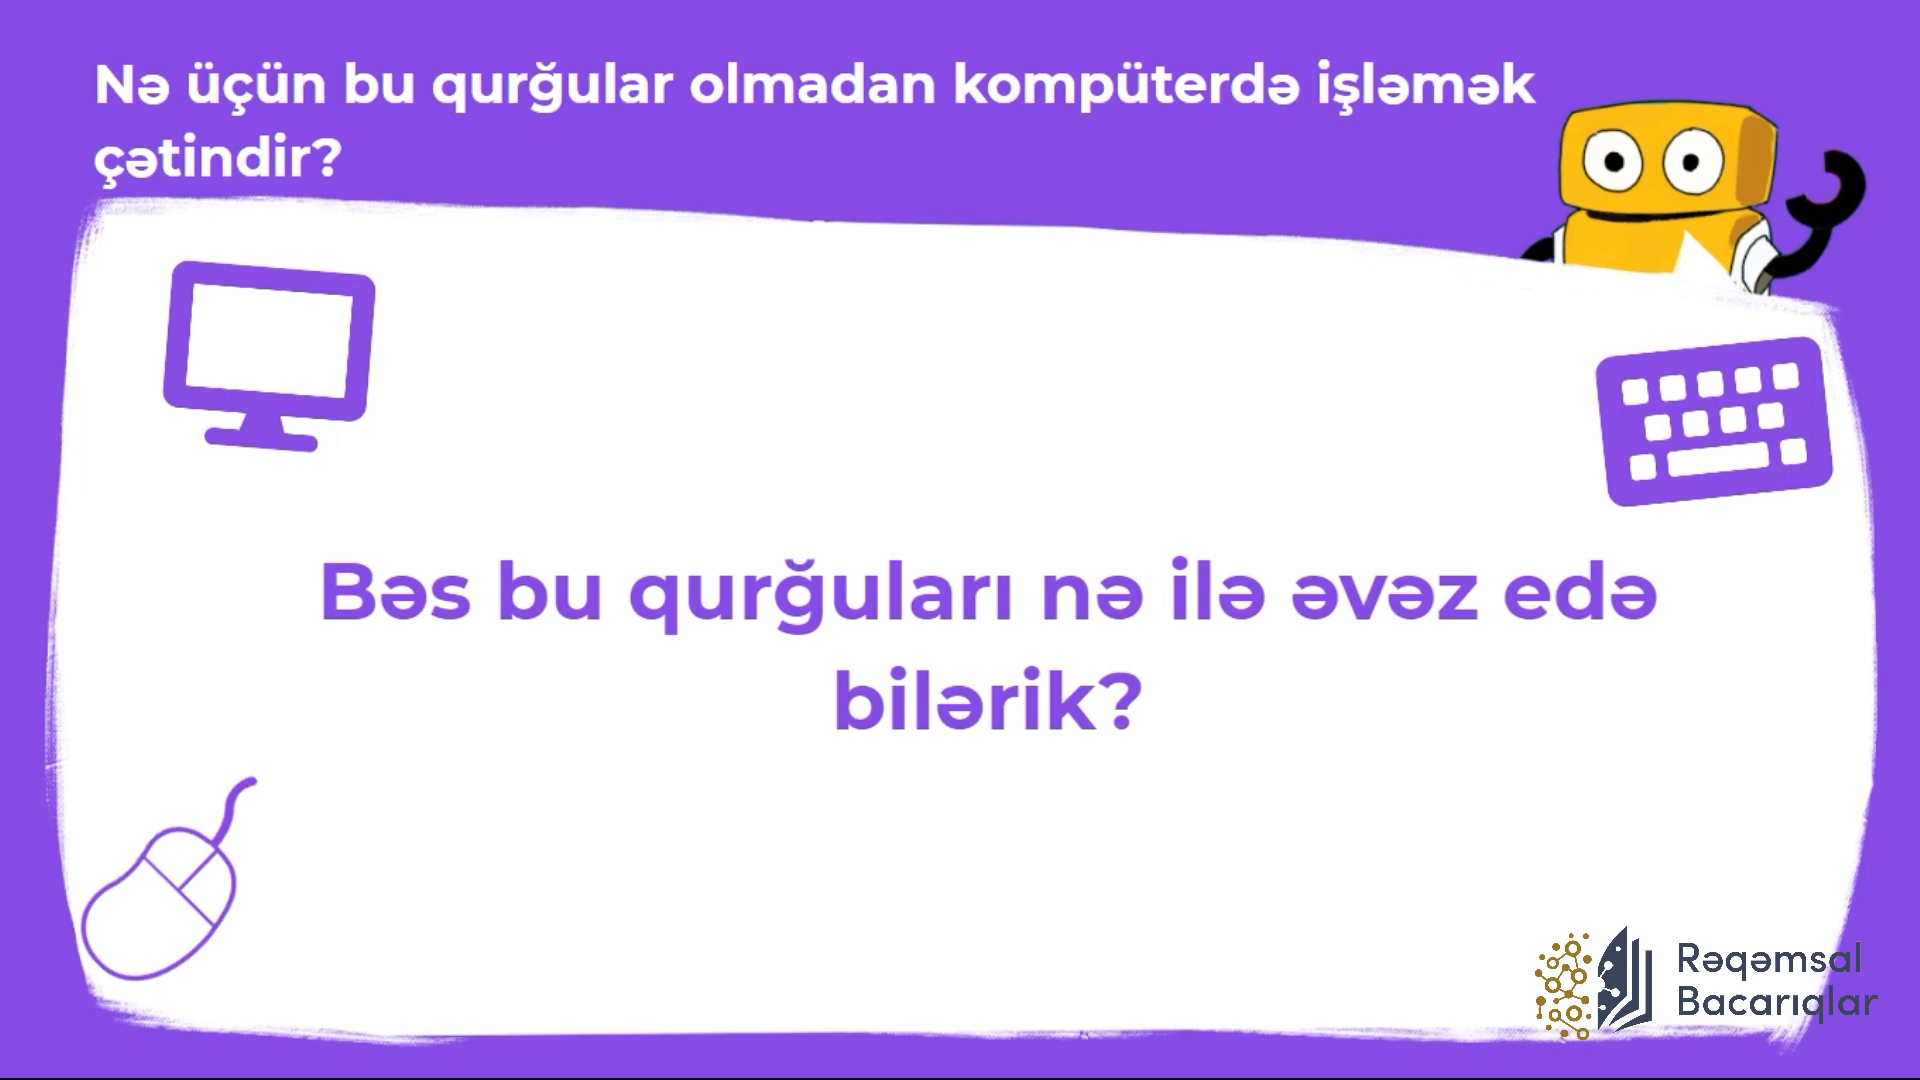 Nə üçün bu qurğular olmadan kompüterdə işləmək
çətindir?
Bəs bu qurğuları nə ilə əvəz edə
bilərik?
Rəqəmsal
Bacarıqlar